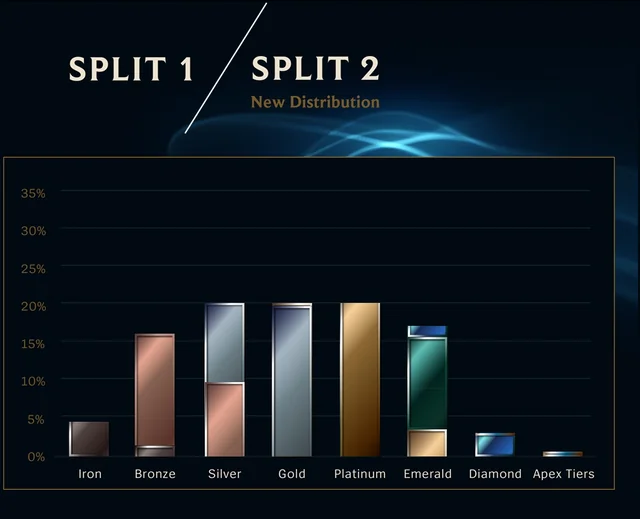 SPLIT 1
SPLIT 2
New Distribution
35%
30%
25%
20%
15%
10%
5%
0%
Iron Bronze Silver Gold Platinum Emerald Diamond Apex Tiers